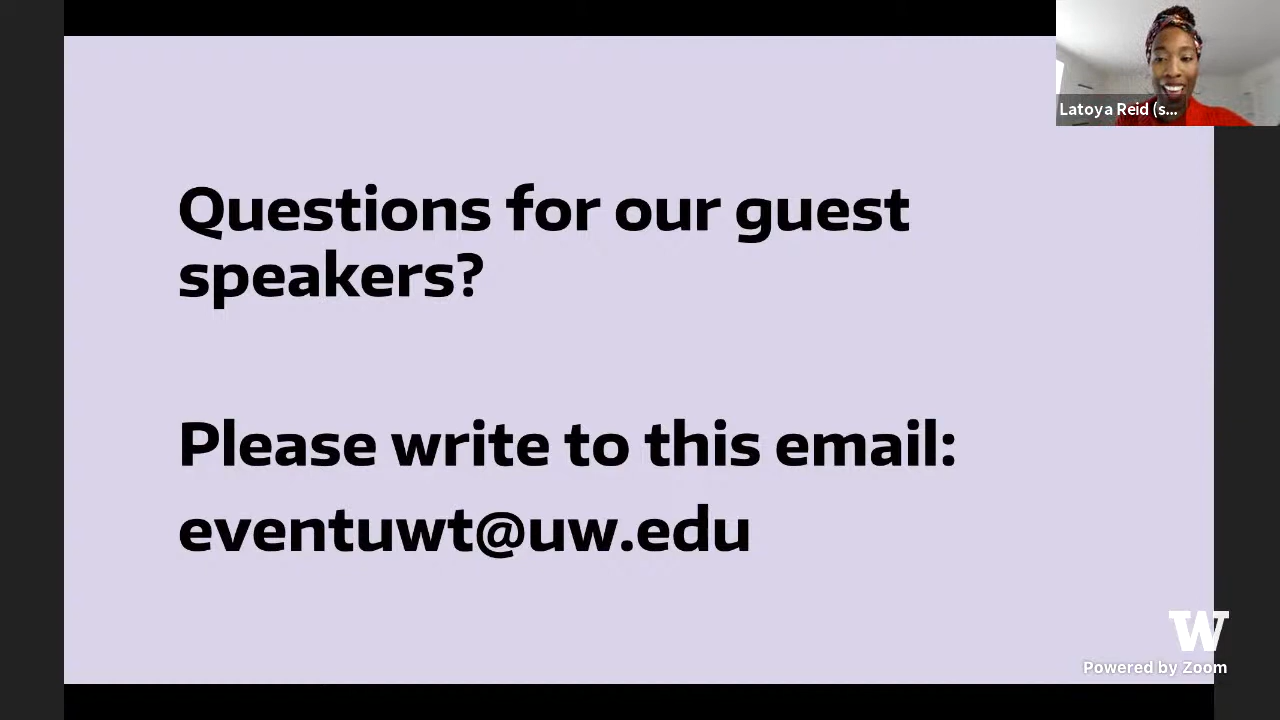 Latoya Reid (s...
Questions for our guest
speakers?
Please write to this email:
eventuwt@uw.edu
W
Powered by Zoom